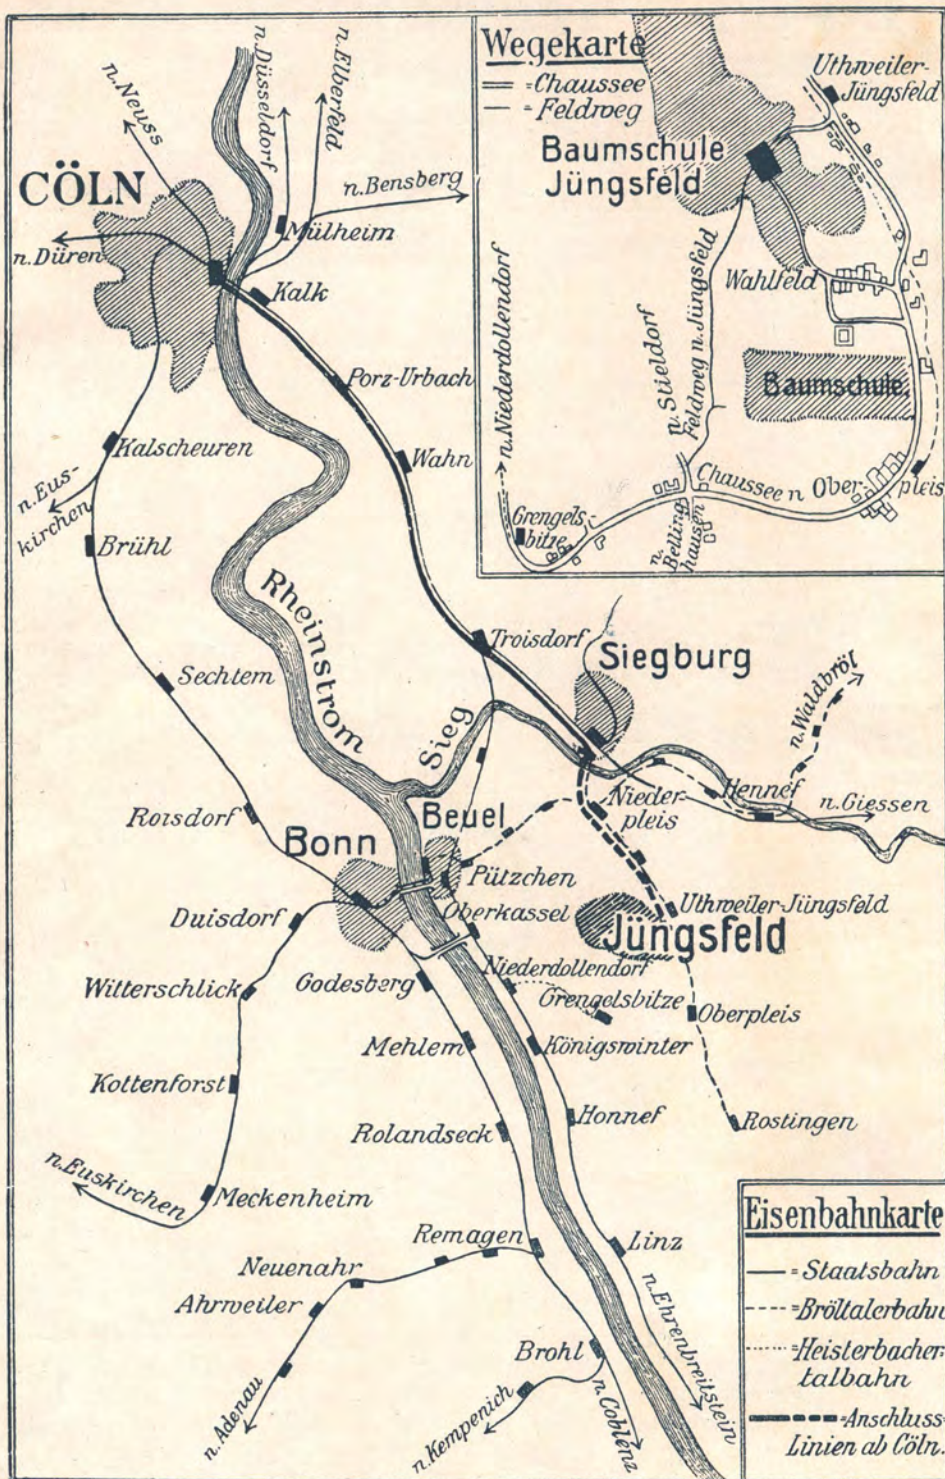 Wegekarte
= Chaussee
= Feldweg
Uthweiler-
Jüngsfeld
Baumschule
Jüngsfeld
Wahlfeld
n. Niederdollendorf
n. Stieldorf
Feldweg n. Jüngsfeld
Baumschule.
Chaussee n Ober-pleis
Grengels-
bitze
n. Belling
hausen
n. Neuss
n. Düsseldorf
n. Elberfeld
n. Bensberg
CÖLN
Mülheim
n. Düren
Kalk
Porz-Urbach
Kalscheuren
Wahn
n. Eus-
kirchen
Brühl
Rheinstrom
Troisdorf
Siegburg
Sechtem
Sieg
n. Waldbröl
Hennef
n. Giessen
Nieder-
pleis
Roisdorf
Bonn
Beuel
Pützchen
Duisdorf
Oberkassel
Uthweiler-Jüngsfeld
Jüngsfeld
Witterschlick
Godesberg
Niederdollendorf
Grengelsbitze
Oberpleis
Mehlem
Königswinter
Kottenforst
Rolandseck
Honnef
Rostingen
n. Euskirchen
Meckenheim
Remagen
Linz
Neuenahr
Ahrweiler
n. Ehrenbreitstein
Brohl
n. Adenau
n. Kempenich
n. Coblenz
Eisenbahnkarte
= Staatsbahn
= Bröltalerbahn
= Heisterbacher-
talbahn
= Anschluss-
Linien ab Cöln.